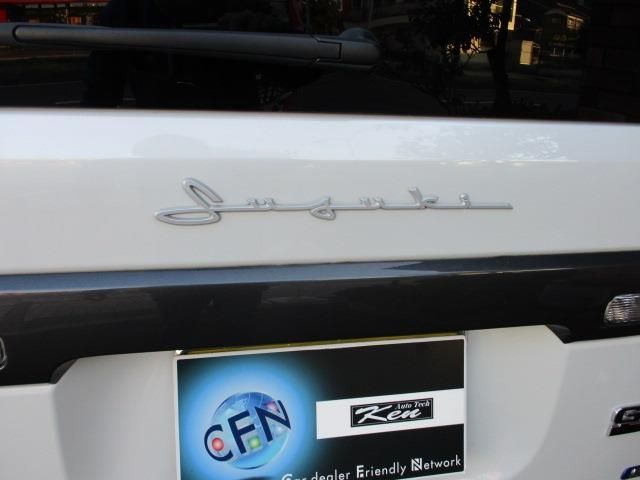 Suzuki
CFN
Auto Tech
Ken
Car dealer Friendly Network